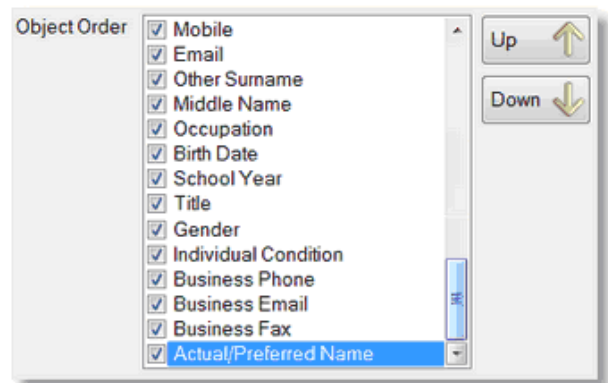 Object Order
Mobile
Email
Other Surname
Middle Name
Occupation
Birth Date
School Year
Title
Gender
Individual Condition
Business Phone
Business Email
Business Fax
Actual/Preferred Name
Up
Down